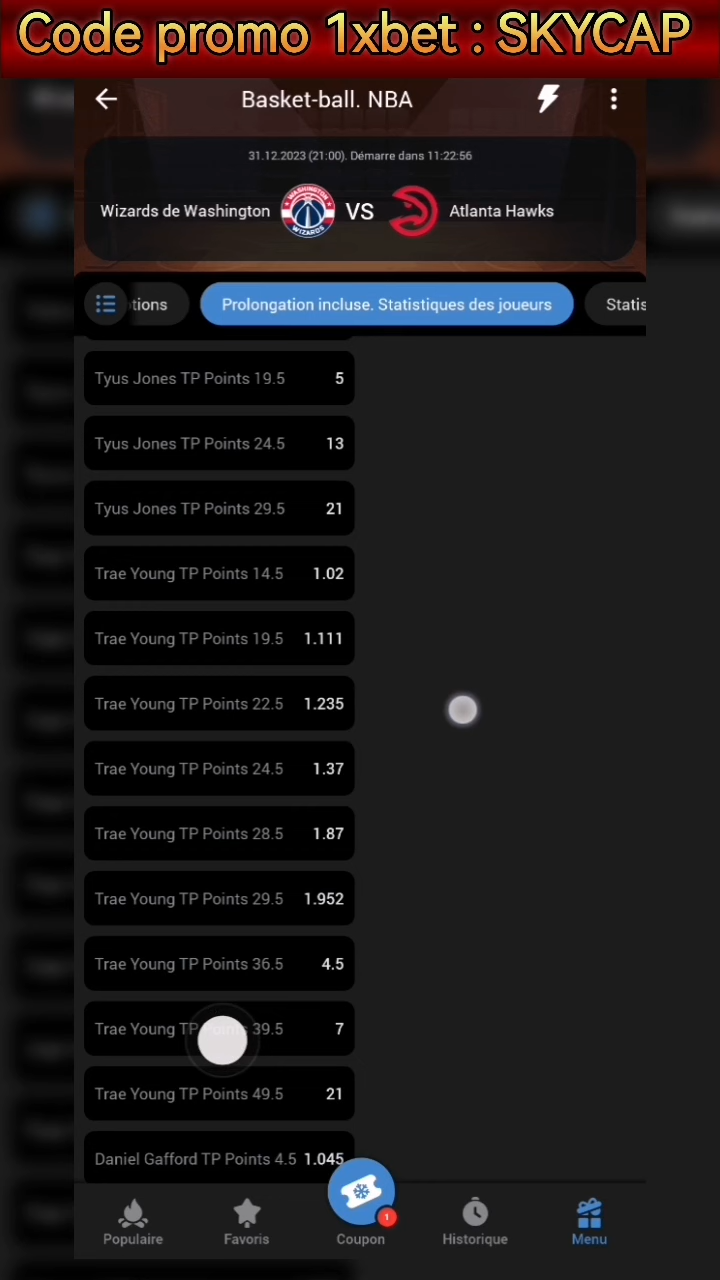 Code promo 1xbet : SKYCAP
Basket-ball. NBA
31.12.2023 (21:00). Démarre dans 11:22:56
Wizards de Washington
WASHINGTON
WIZARDS
VS
Atlanta Hawks
tions
Prolongation incluse. Statistiques des joueurs
Statis
Tyus Jones TP Points 19.5 5
Tyus Jones TP Points 24.5 13
Tyus Jones TP Points 29.5 21
Trae Young TP Points 14.5 1.02
Trae Young TP Points 19.5 1.111
Trae Young TP Points 22.5 1.235
Trae Young TP Points 24.5 1.37
Trae Young TP Points 28.5 1.87
Trae Young TP Points 29.5 1.952
Trae Young TP Points 36.5 4.5
Trae Young TP 39.5 7
Trae Young TP Points 49.5 21
Daniel Gafford TP Points 4.5 1.045
1
Populaire
Favoris
Coupon
Historique
Menu